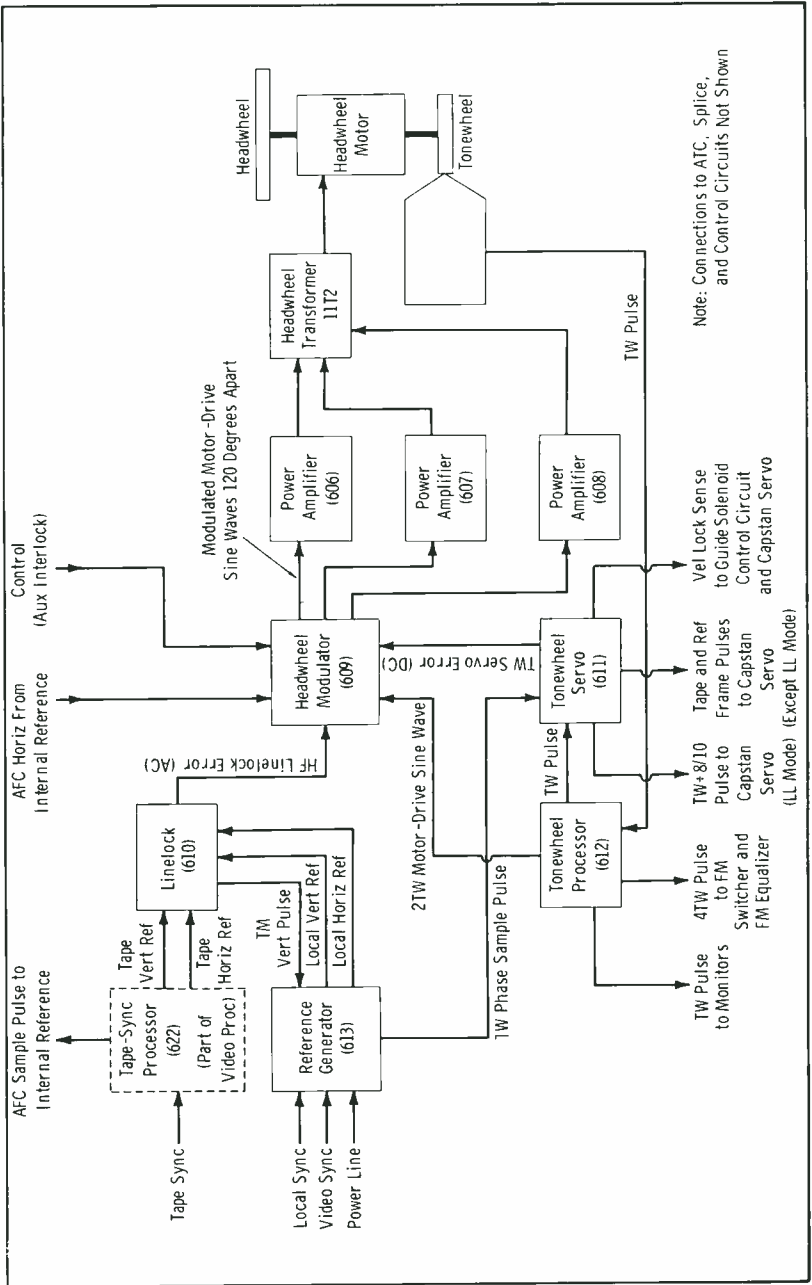 AFC Sample Pulse to
Internal Reference
AFC Horiz From
Internal Reference
Control
(Aux Interlock)
Tape Sync
Tape-Sync
Processor
(622)
(Part of
Video Proc)
Tape
Vert Ref
Tape
Horiz Ref
Linelock
(610)
HF Linelock Error (AC)
Local Sync
Video Sync
Power Line
Reference
Generator
(613)
TM
Vert Pulse
Local Vert Ref
Local Horiz Ref
Headwheel
Modulator
(609)
Modulated Motor-Drive
Sine Waves 120 Degrees Apart
Power
Amplifier
(606)
Power
Amplifier
(607)
Power
Amplifier
(608)
Headwheel
Transformer
11T2
Headwheel
Headwheel
Motor
Tonewheel
TW Pulse
2TW Motor-Drive Sine Wave
TW Phase Sample Pulse
TW Servo Error (DC)
Tonewheel
Processor
(612)
TW Pulse
Tonewheel
Servo
(611)
TW Pulse
to Monitors
4TW Pulse
to FM
Switcher and
FM Equalizer
TW÷8/10
Pulse to
Capstan
Servo
(LL Mode)
Tape and Ref
Frame Pulses
to Capstan
Servo
(Except LL Mode)
Vel Lock Sense
to Guide Solenoid
Control Circuit
and Capstan Servo
Note: Connections to ATC, Splice,
and Control Circuits Not Shown